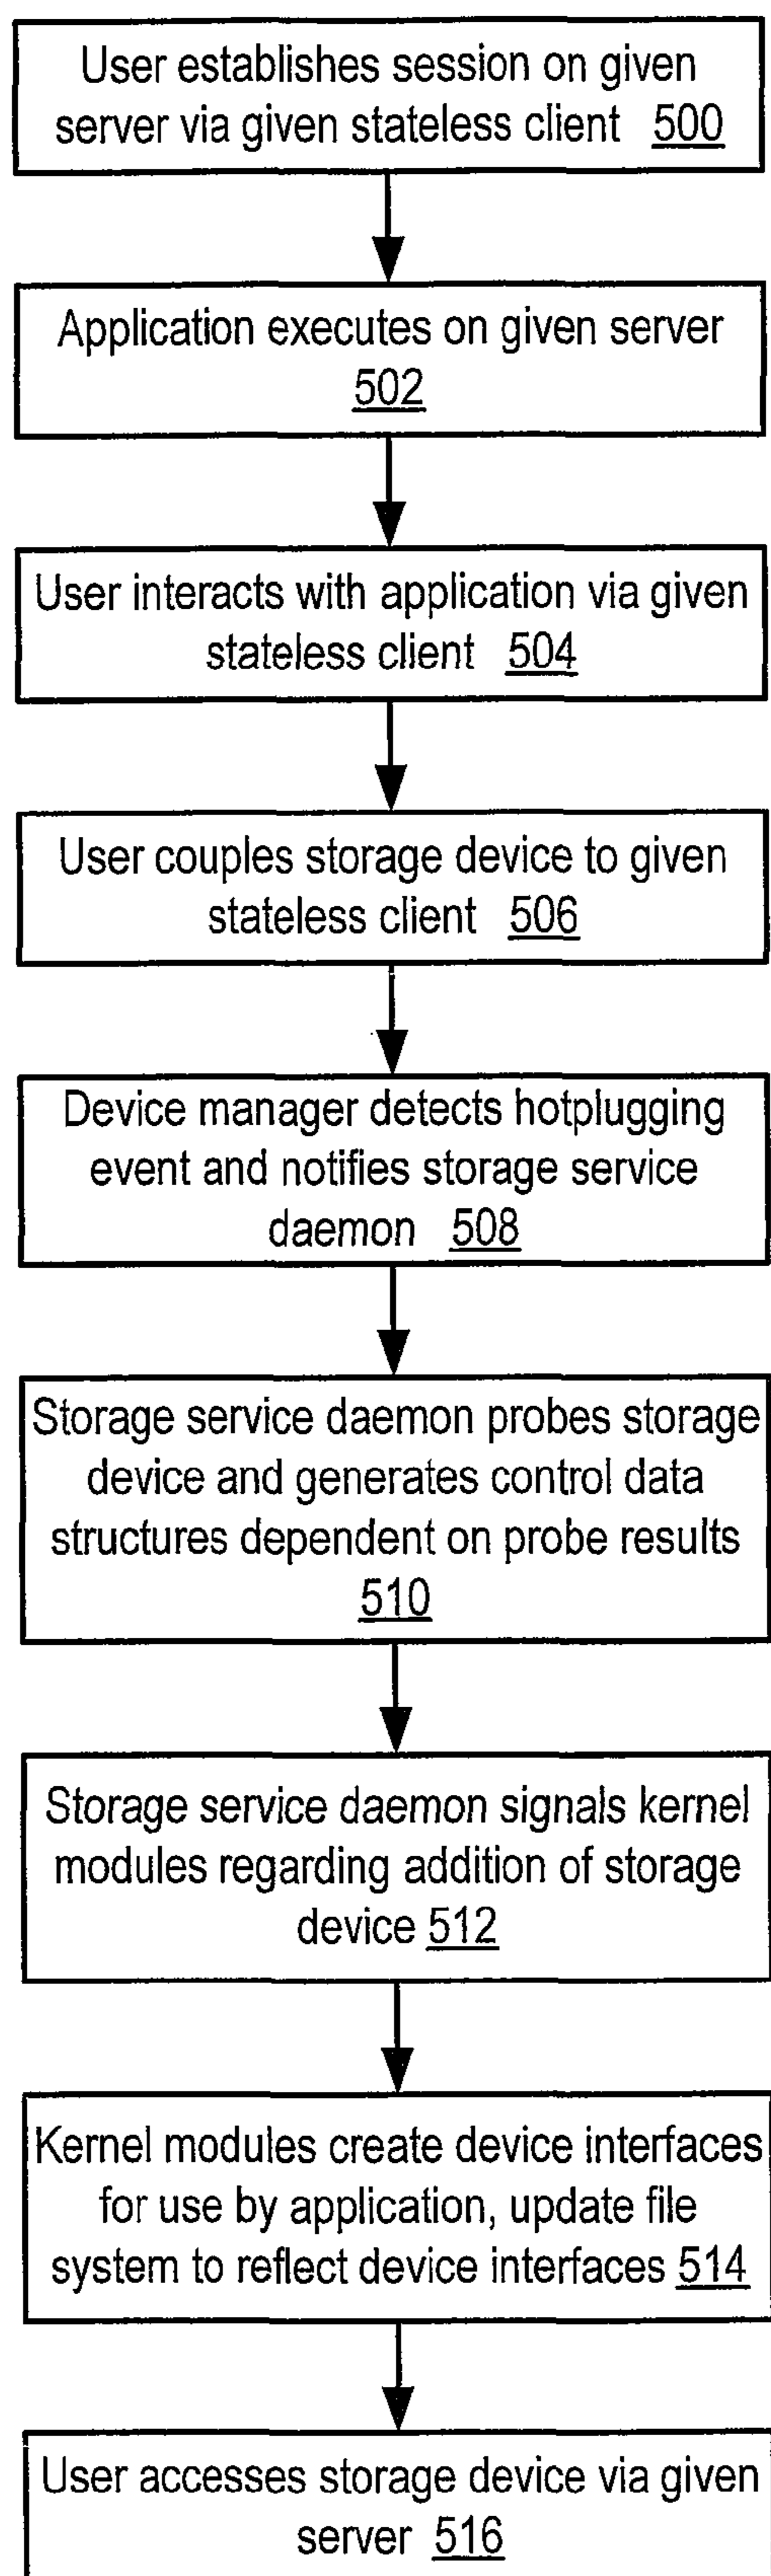 User establishes session on given
server via given stateless client 500
Application executes on given server
502
User interacts with application via given
stateless client 504
User couples storage device to given
stateless client 506
Device manager detects hotplugging
event and notifies storage service
daemon 508
Storage service daemon probes storage
device and generates control data
structures dependent on probe results
510
Storage service daemon signals kernel
modules regarding addition of storage
device 512
Kernel modules create device interfaces
for use by application, update file
system to reflect device interfaces 514
User accesses storage device via given
server 516